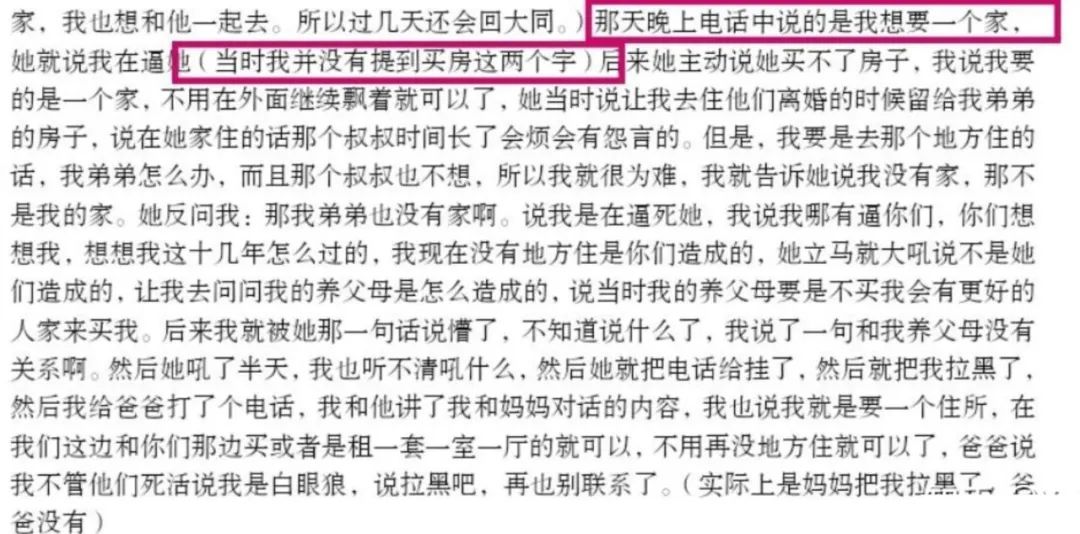 家，我也想和他一起去。所以过几天还会回大同。）那天晚上电话中说的是我想要一个家，
她就说我在逼她（当时我并没有提到买房这两个字）后来她主动说她买不了房子，我说我要
的是一个家，不用在外面继续飘着就可以了，她当时说让我去住他们离婚的时候留给我弟弟
的房子，说在她家住的话那个叔叔时间长了会烦会有怨言的。但是，我要是去那个地方住的
话，我弟弟怎么办，而且那个叔叔也不想，所以我就很为难，我就告诉她说我没有家，那不
是我的家。她反问我：那我弟弟也没有家啊。说我是在逼死她，我说我哪有逼你们，你们想
想我，想想我这十几年怎么过的，我现在没有地方住是你们造成的，她立马就大吼说不是她
们造成的，让我去问问我的养父母是怎么造成的，说当时我的养父母要是不买我会有更好的
人家来买我。后来我就被她那一句话说懵了，不知道说什么了，我说了一句和我养父母没有
关系啊。然后她吼了半天，我也听不清吼什么，然后她就把电话给挂了，然后就把我拉黑了，
然后我给爸爸打了个电话，我和他讲了我和妈妈对话的内容，我也说我就是要一个住所，在
我们这边和你们那边买或者是租一套一室一厅的就可以，不用再没地方住就可以了，爸爸说
我不管他们死活说我是白眼狼，说拉黑吧，再也别联系了。（实际上是妈妈把我拉黑了，爸
爸没有）